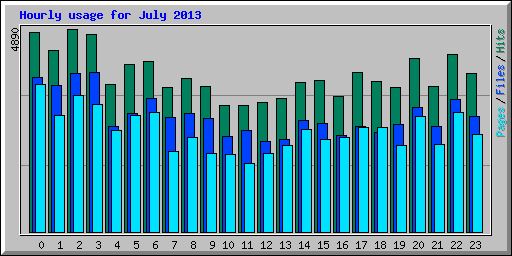 Hourly usage for July 2013
4890
Pages / Files / Hits
0 1 2 3 4 5 6 7 8 9 10 11 12 13 14 15 16 17 18 19 20 21 22 23